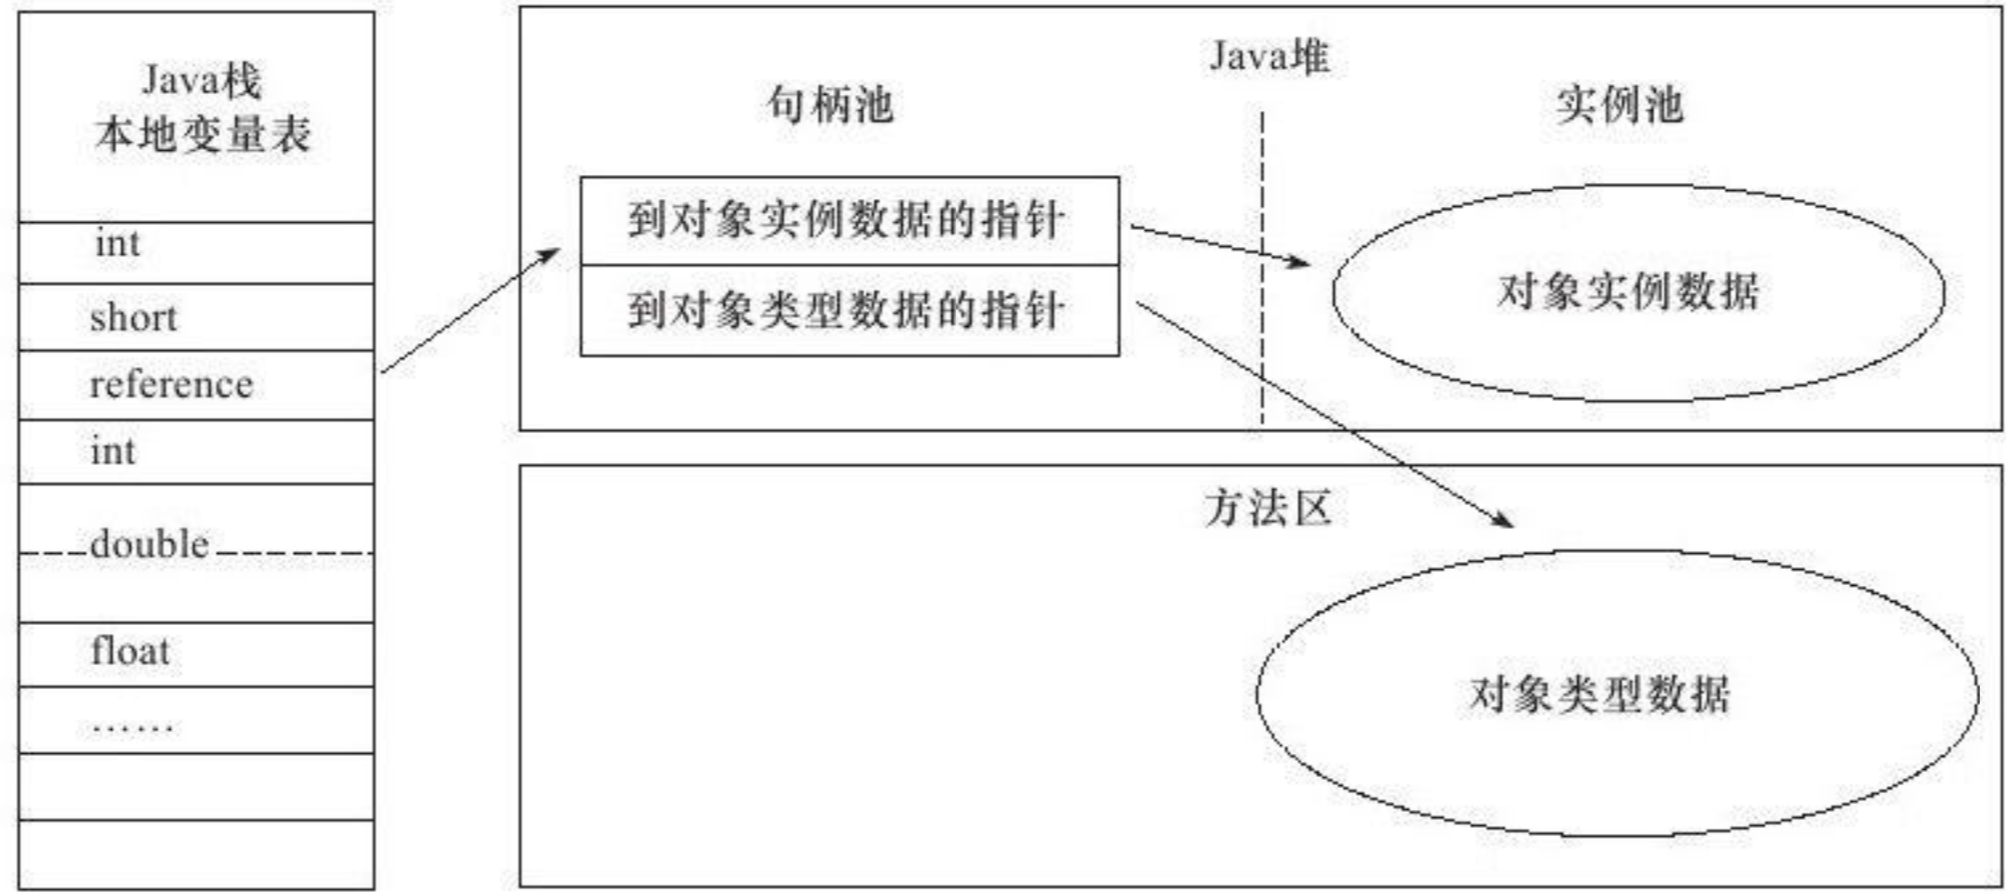 Java栈
本地变量表
int
short
reference
int
double
float
……
Java堆
句柄池
实例池
到对象实例数据的指针
到对象类型数据的指针
对象实例数据
方法区
对象类型数据